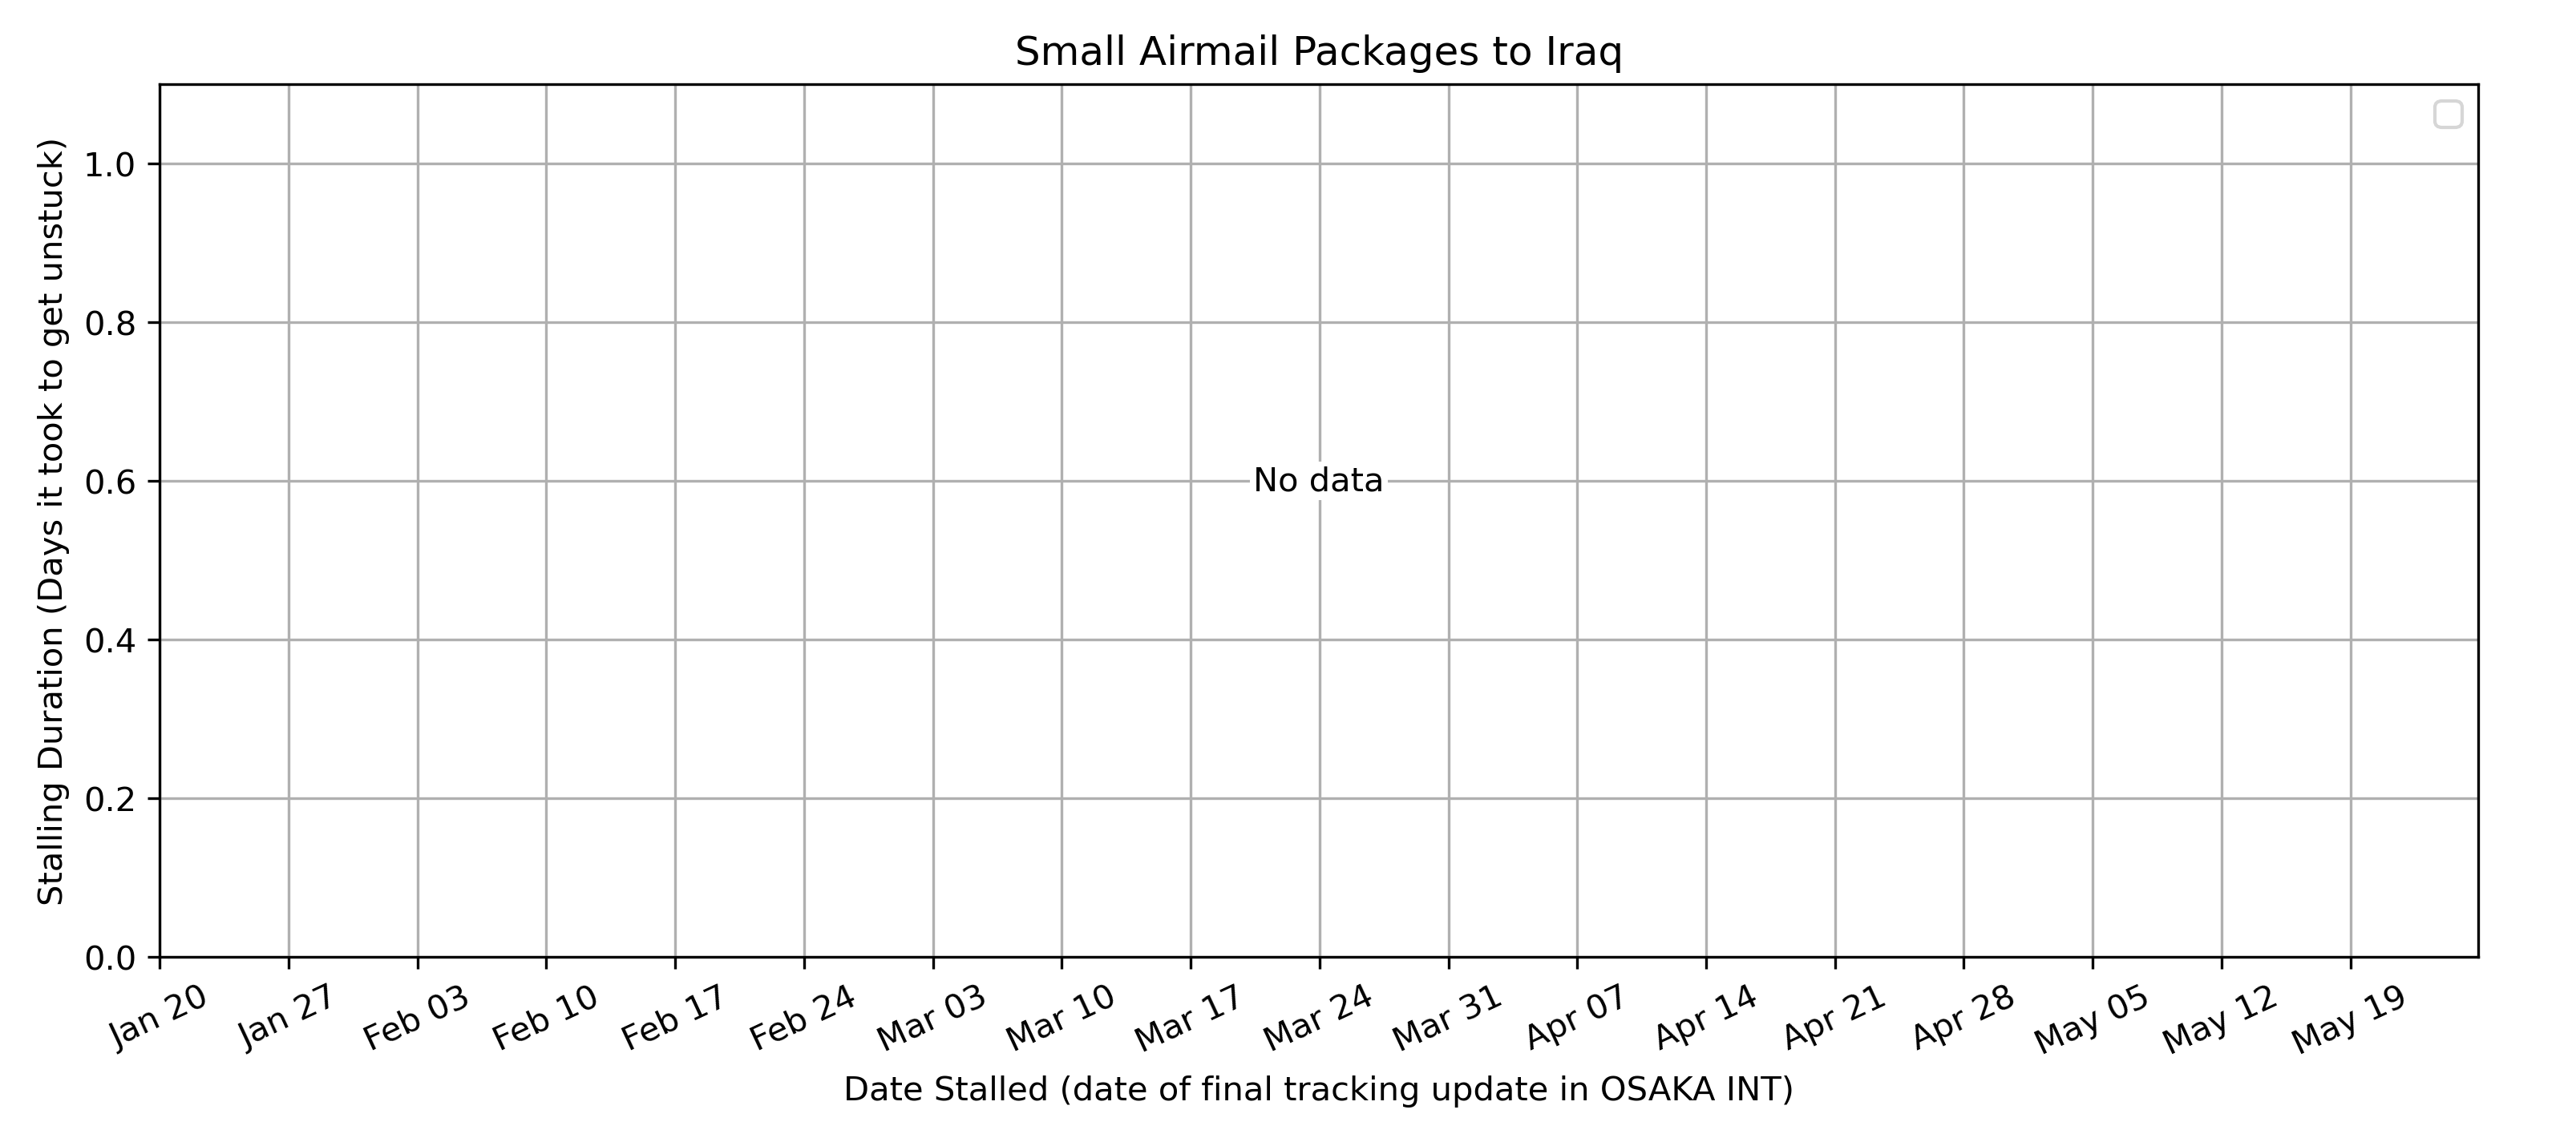 Small Airmail Packages to Iraq
Stalling Duration (Days it took to get unstuck)
1.0
0.8
0.6
0.4
0.2
0.0
No data
Jan 20
Jan 27
Feb 03
Feb 10
Feb 17
Feb 24
Mar 03
Mar 10
Mar 17
Mar 24
Mar 31
Apr 07
Apr 14
Apr 21
Apr 28
May 05
May 12
May 19
Date Stalled (date of final tracking update in OSAKA INT)